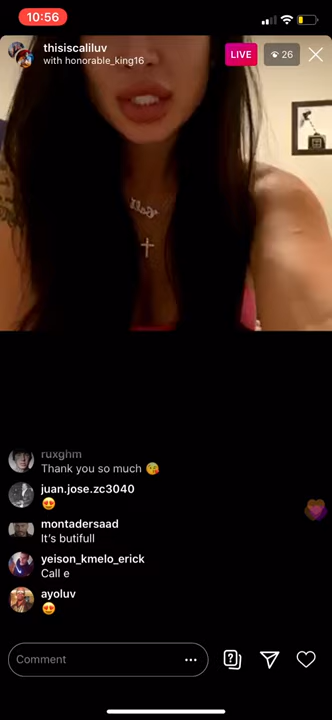 10:56
thisiscaliluv
with honorable_king16
LIVE
26
ruxghm
Thank you so much
juan.jose.zc3040
montadersaad
It's butifull
yeison_kmelo_erick
Call e
ayoluv
Comment